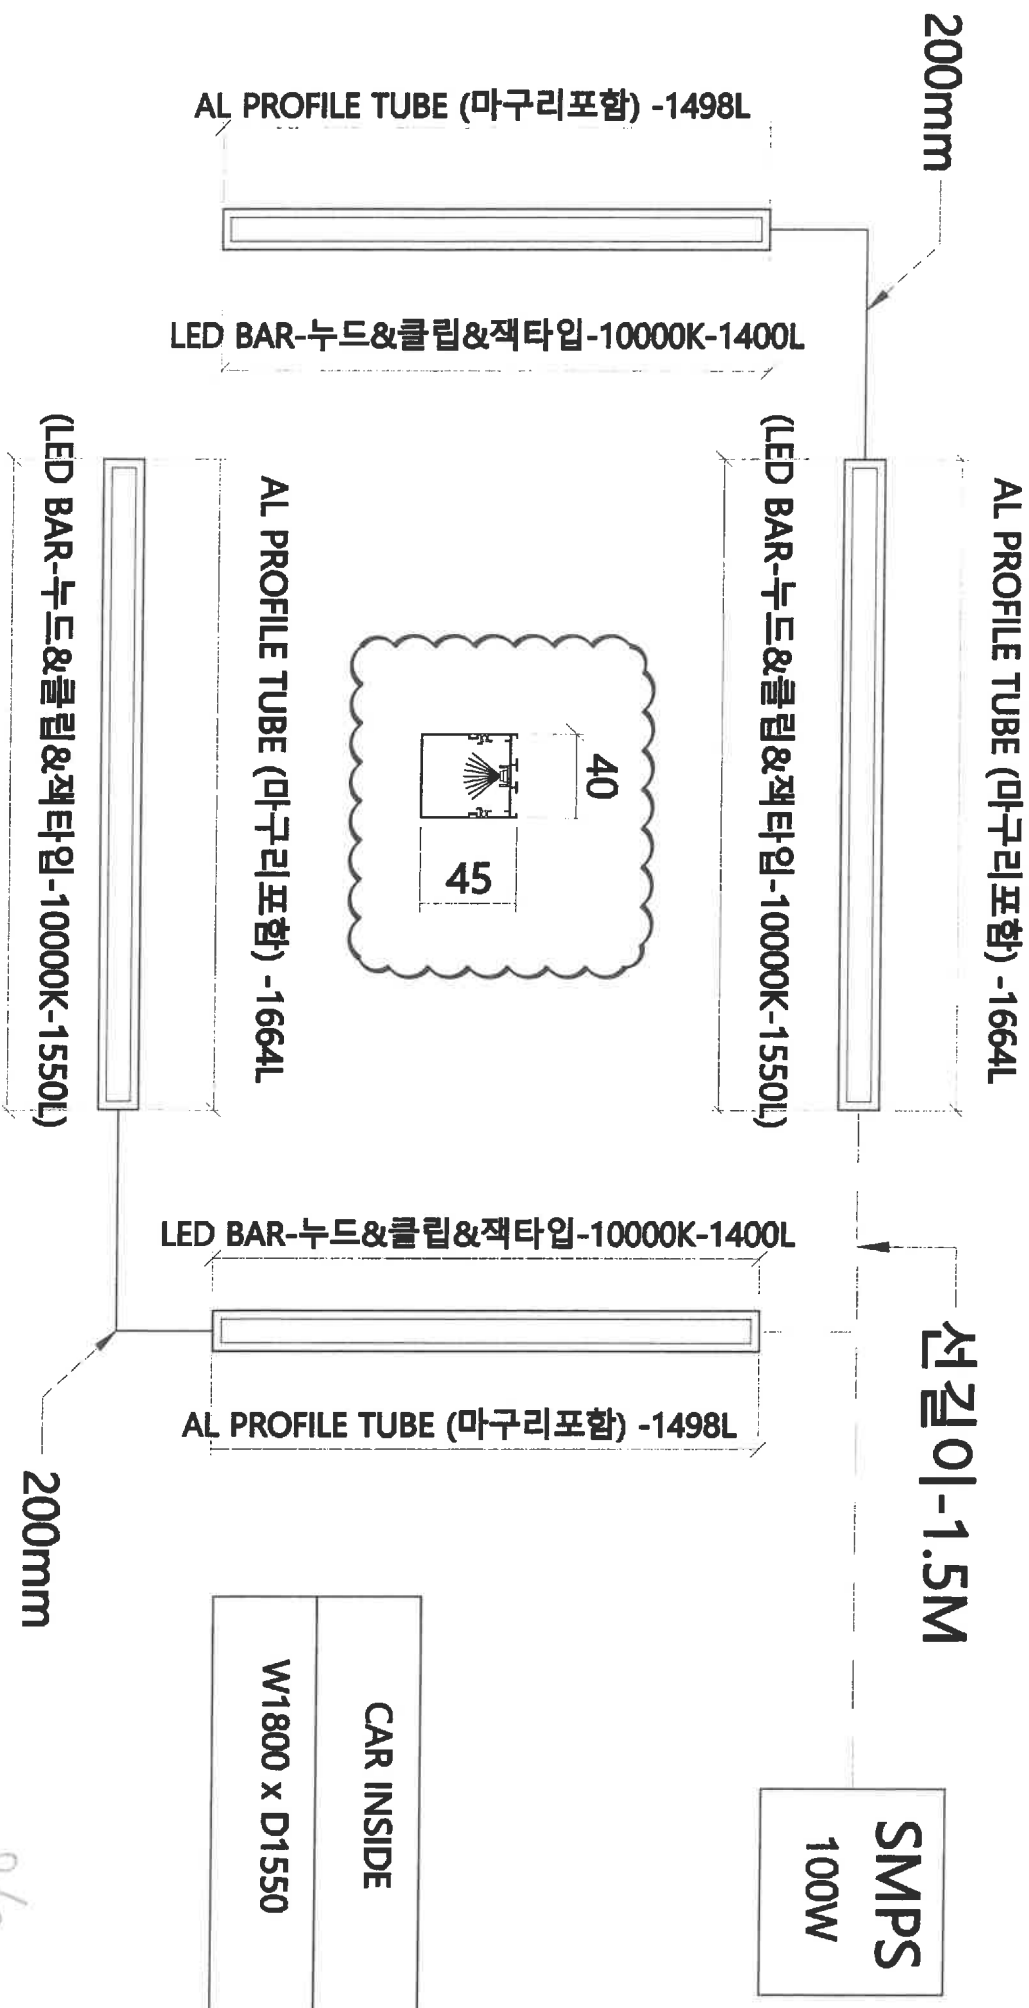 AL PROFILE TUBE (마구리포함) -1498L
200mm
LED BAR-누드&클립&잭타입-10000K-1400L
AL PROFILE TUBE (마구리포함) -1664L
(LED BAR-누드&클립&잭타입-10000K-1550L)
40
45
AL PROFILE TUBE (마구리포함) -1664L
(LED BAR-누드&클립&잭타입-10000K-1550L)
LED BAR-누드&클립&잭타입-10000K-1400L
AL PROFILE TUBE (마구리포함) -1498L
선길이-1.5M
200mm
SMPS
100W
CAR INSIDE
W1800 x D1550